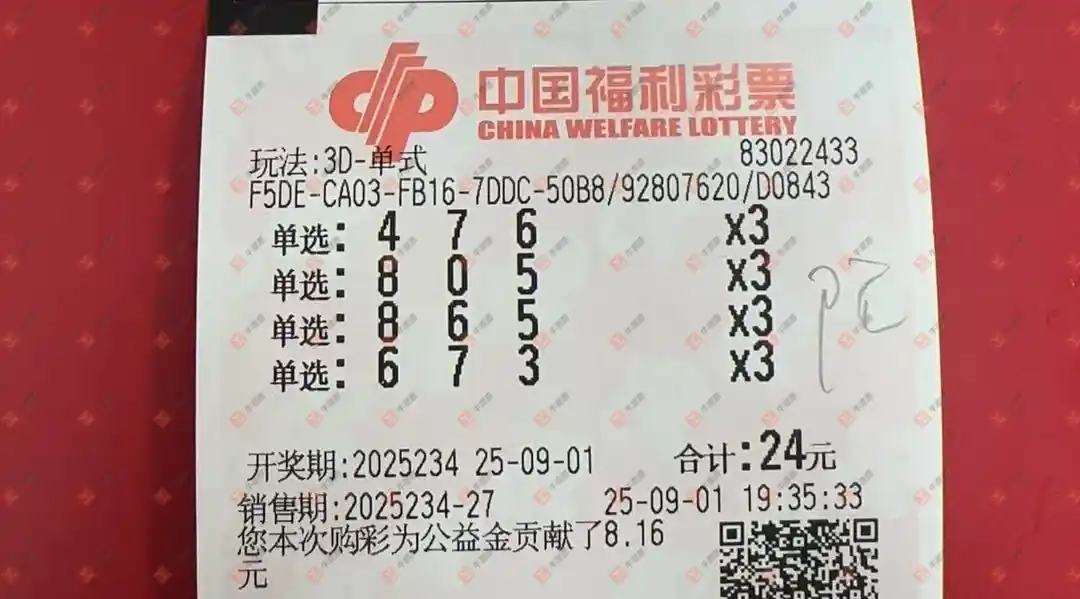 中国福利彩票
CHINA WELFARE LOTTERY
玩法:3D-单式 83022433
F5DE-CA03-FB16-7DDC-50B8/92807620/D0843
单选: 4 7 6 x3
单选: 8 0 5 x3
单选: 8 6 5 x3
单选: 6 7 3 x3
开奖期:2025234 25-09-01 合计:24元
销售期:2025234-27 25-09-01 19:35:33
您本次购彩为公益金贡献了8.16
元